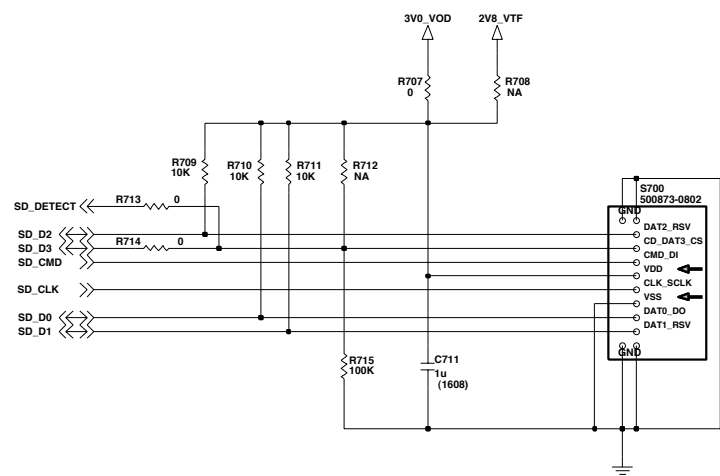 3V0_VOD
2V8_VTF
R707
0
R708
NA
R709
10K
R710
10K
R711
10K
R712
NA
S700
500873-0802
R713
0
SD_DETECT
GND
SD_D2
DAT2_RSV
R714
0
SD_D3
CD_DAT3_CS
SD_CMD
CMD_DI
VDD
SD_CLK
CLK_SCLK
VSS
SD_D0
DAT0_DO
SD_D1
DAT1_RSV
GND
R715
100K
C711
1u
(1608)